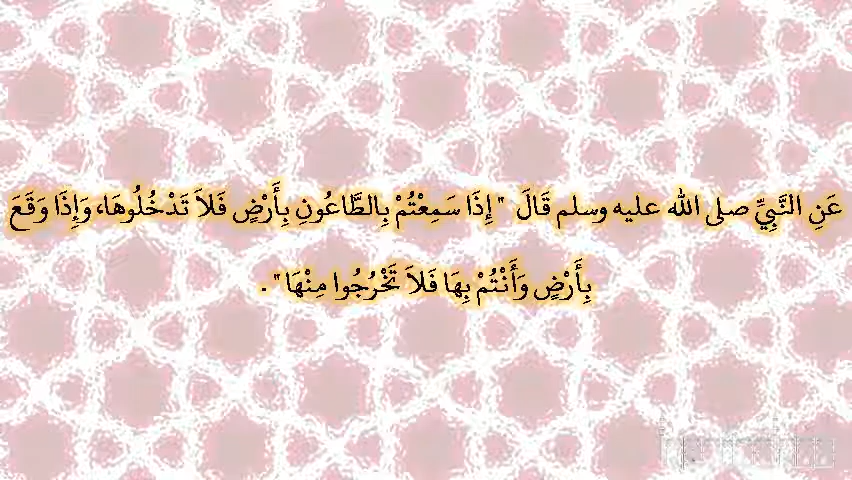 عَنِ النَّبِيِّ صلى الله عليه وسلم قَالَ ‏"‏ إِذَا سَمِعْتُمْ بِالطَّاعُونِ بِأَرْضٍ فَلاَ تَدْخُلُوهَا، وَإِذَا وَقَعَ
بِأَرْضٍ وَأَنْتُمْ بِهَا فَلاَ تَخْرُجُوا مِنْهَا ‏"‏‏.‏